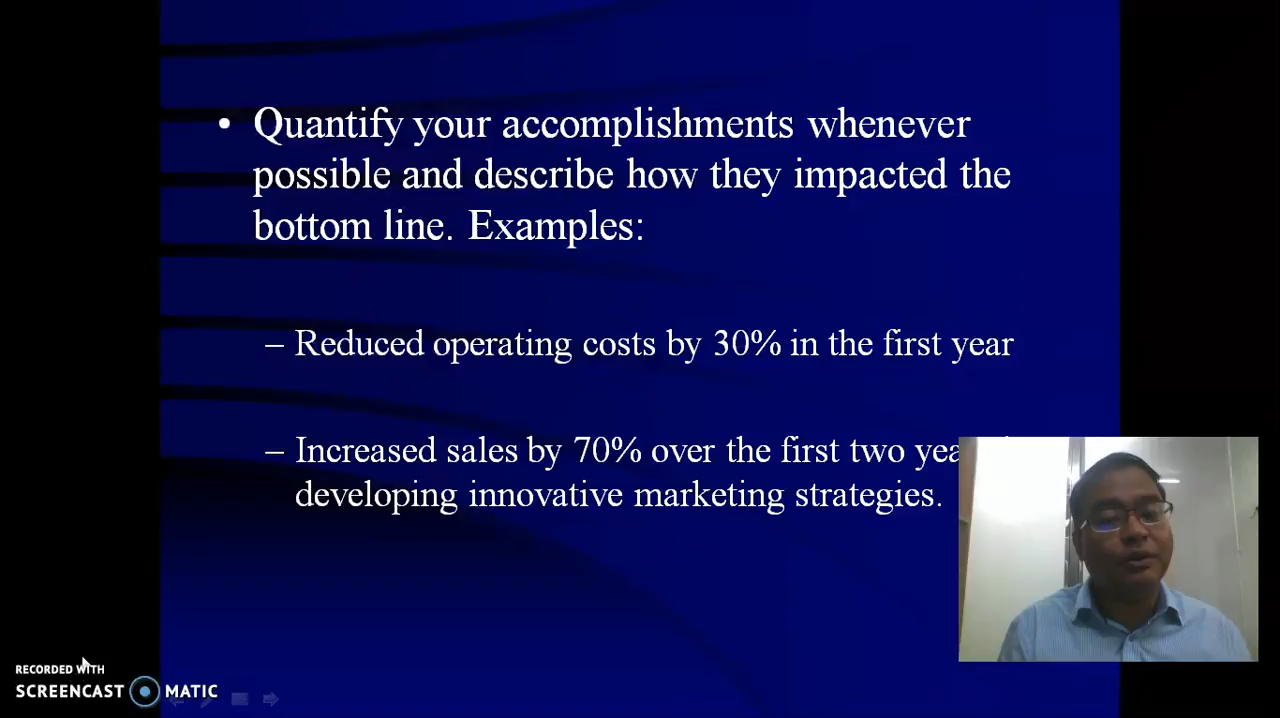 • Quantify your accomplishments whenever
possible and describe how they impacted the
bottom line. Examples:
– Reduced operating costs by 30% in the first year
– Increased sales by 70% over the first two
developing innovative marketing strategies.
RECORDED WITH
SCREENCAST MATIC